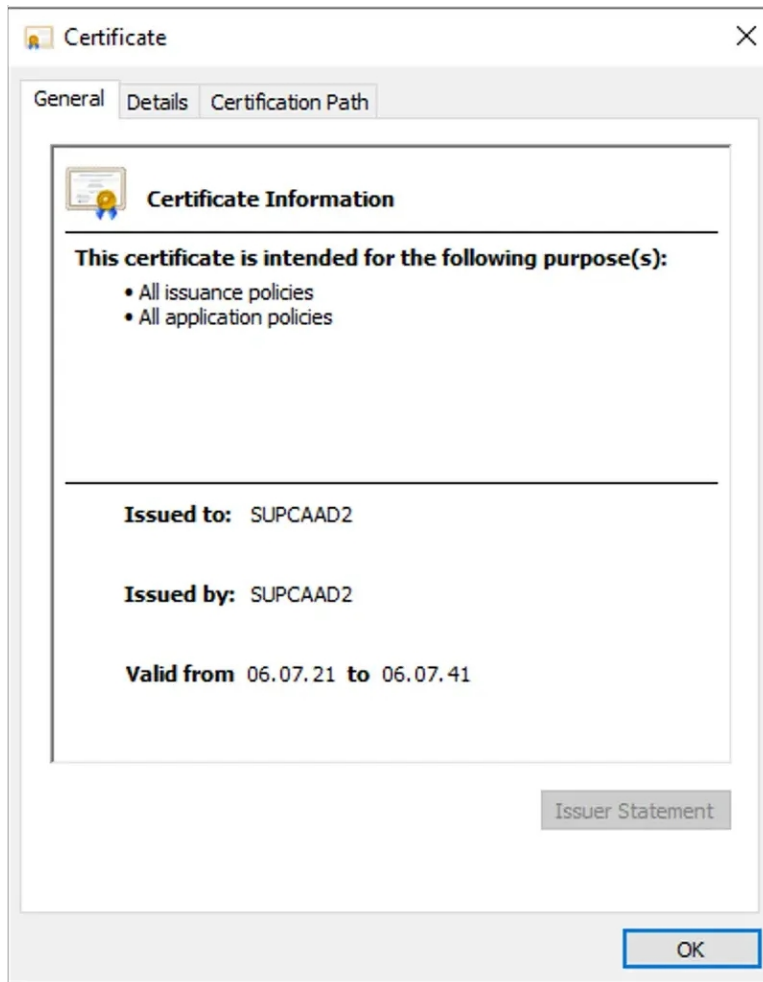 Certificate
General Details Certification Path
Certificate Information
This certificate is intended for the following purpose(s):
• All issuance policies
• All application policies
Issued to: SUPCAAD2
Issued by: SUPCAAD2
Valid from 06.07.21 to 06.07.41
Issuer Statement
OK